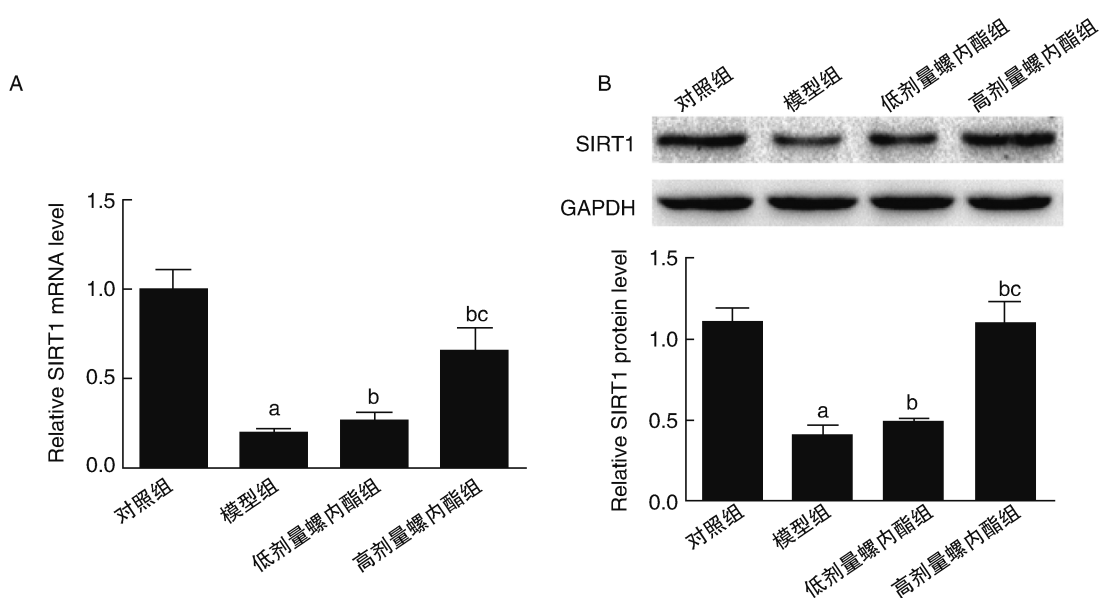 A
Relative SIRT1 mRNA level
1.5
1.0
0.5
0.0
a
b
bc
对照组
模型组
低剂量螺内酯组
高剂量螺内酯组
B
对照组
模型组
低剂量螺内酯组
高剂量螺内酯组
SIRT1
GAPDH
Relative SIRT1 protein level
1.5
1.0
0.5
0.0
a
b
bc
对照组
模型组
低剂量螺内酯组
高剂量螺内酯组